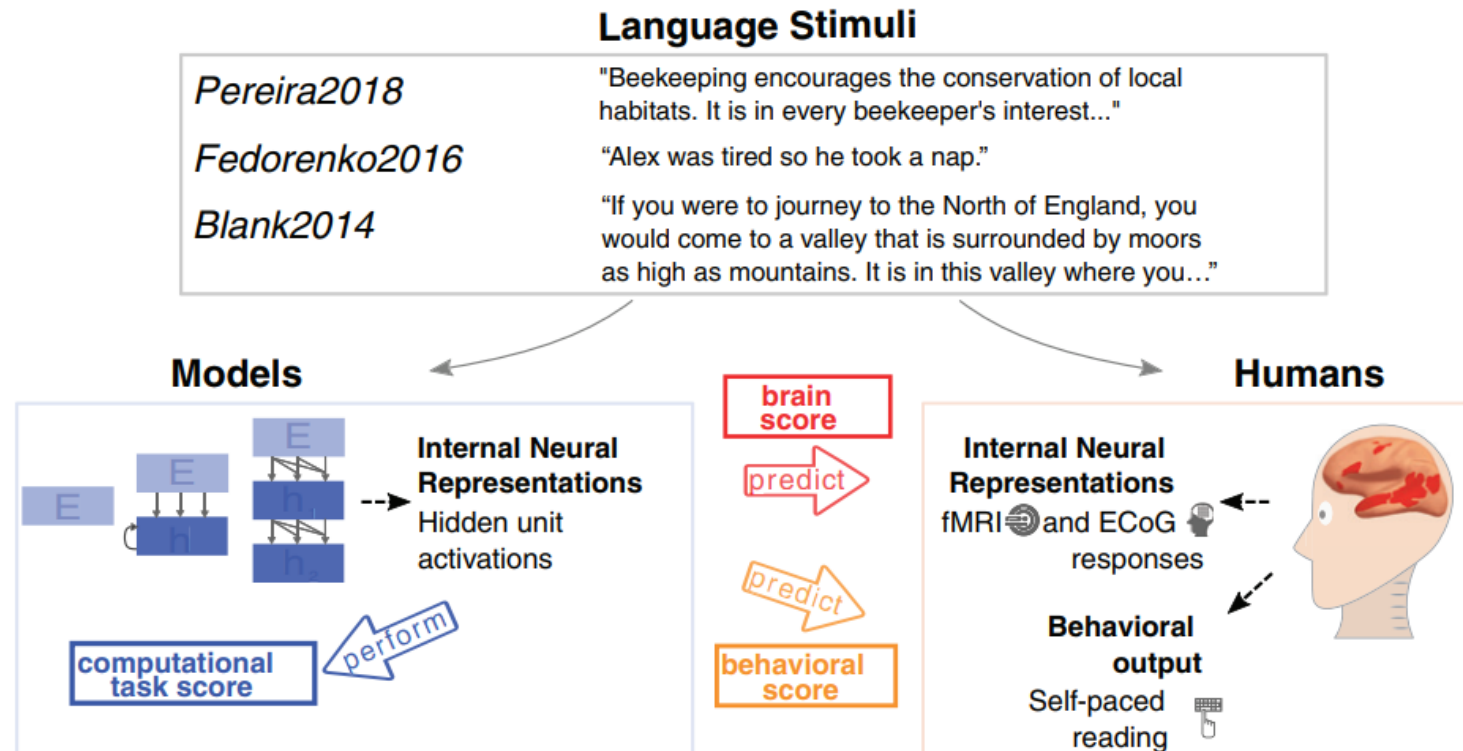 Language Stimuli
Pereira2018
"Beekeeping encourages the conservation of local
habitats. It is in every beekeeper's interest..."
Fedorenko2016
“Alex was tired so he took a nap.”
Blank2014
“If you were to journey to the North of England, you
would come to a valley that is surrounded by moors
as high as mountains. It is in this valley where you…”
Models
E
E
h
E
h₁
h₂
Internal Neural
Representations
Hidden unit
activations
perform
computational
task score
brain
score
predict
predict
behavioral
score
Humans
Internal Neural
Representations
fMRI and ECoG
responses
Behavioral
output
Self-paced
reading